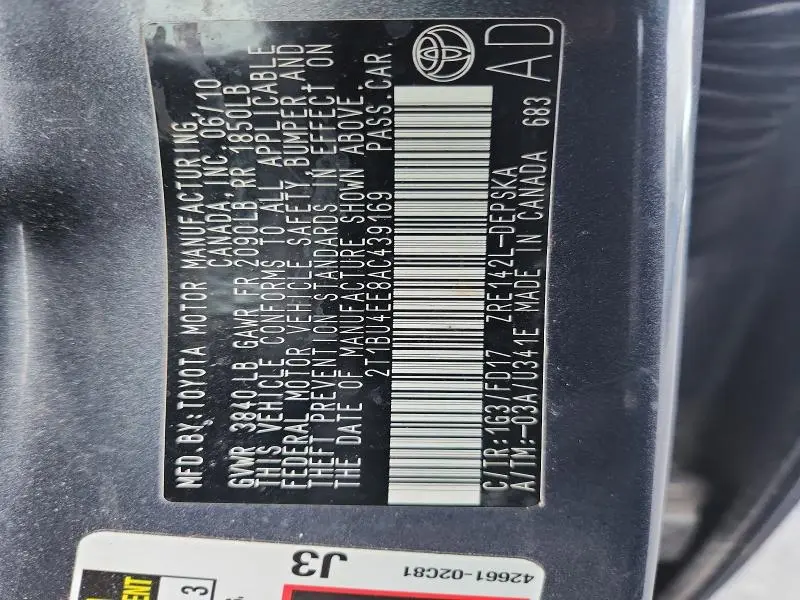 MFD.BY:TOYOTA MOTOR MANUFACTURING,
CANADA, INC. 06/10
GVWR 3840 LB GAWR FR 2090LB RR 1850LB
THIS VEHICLE CONFORMS TO ALL APPLICABLE
FEDERAL MOTOR VEHICLE SAFETY, BUMPER, AND
THEFT PREVENTION STANDARDS IN EFFECT ON
THE DATE OF MANUFACTURE SHOWN ABOVE.
2T1BU4EE8AC439169 PASS.CAR.
C/TR:1G3/FD17 ZRE142L-DEPSKA
A/TM:-03A/U341E MADE IN CANADA 683
AD
J3
42661-02C81
3